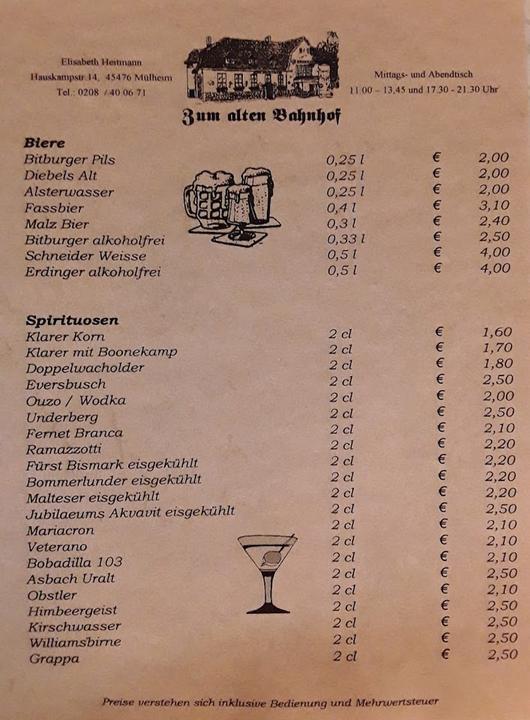 Elisabeth Heitmann
Hauskampstr.14, 45476 Mülheim
Tel.: 0208 / 40 06 71
Zum alten Bahnhof
Mittags- und Abendtisch
11.00 – 13,45 und 17.30 - 21.30 Uhr
Biere
Bitburger Pils 0,25 l € 2,00
Diebels Alt 0,25 l € 2,00
Alsterwasser 0,25 l € 2,00
Fassbier 0,4 l € 3,10
Malz Bier 0,3 l € 2,40
Bitburger alkoholfrei 0,33 l € 2,50
Schneider Weisse 0,5 l € 4,00
Erdinger alkoholfrei 0,5 l € 4,00
Spirituosen
Klarer Korn 2 cl € 1,60
Klarer mit Boonekamp 2 cl € 1,70
Doppelwacholder 2 cl € 1,80
Eversbusch 2 cl € 2,50
Ouzo / Wodka 2 cl € 2,00
Underberg 2 cl € 2,50
Fernet Branca 2 cl € 2,10
Ramazzotti 2 cl € 2,20
Fürst Bismark eisgekühlt 2 cl € 2,20
Bommerlunder eisgekühlt 2 cl € 2,20
Malteser eisgekühlt 2 cl € 2,20
Jubilaeums Akvavit eisgekühlt 2 cl € 2,50
Mariacron 2 cl € 2,10
Veterano 2 cl € 2,10
Bobadilla 103 2 cl € 2,10
Asbach Uralt 2 cl € 2,50
Obstler 2 cl € 2,10
Himbeergeist 2 cl € 2,50
Kirschwasser 2 cl € 2,50
Williamsbirne 2 cl € 2,50
Grappa 2 cl € 2,50
Preise verstehen sich inklusive Bedienung und Mehrwertsteuer